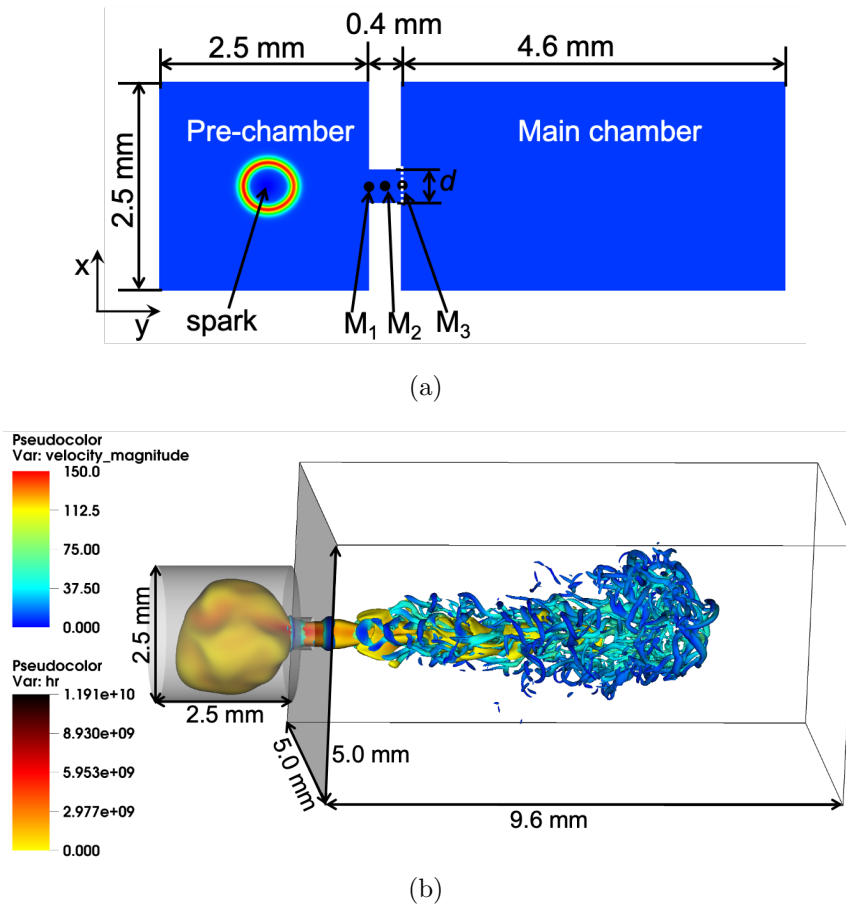 0.4 mm
2.5 mm
4.6 mm
Pre-chamber
Main chamber
2.5 mm
d
x
y
spark
M1
M2
M3
(a)
Pseudocolor
Var: velocity_magnitude
150.0
112.5
75.00
37.50
0.000
Pseudocolor
Var: hr
1.191e+10
8.930e+09
5.953e+09
2.977e+09
0.000
2.5 mm
2.5 mm
5.0 mm
5.0 mm
9.6 mm
(b)